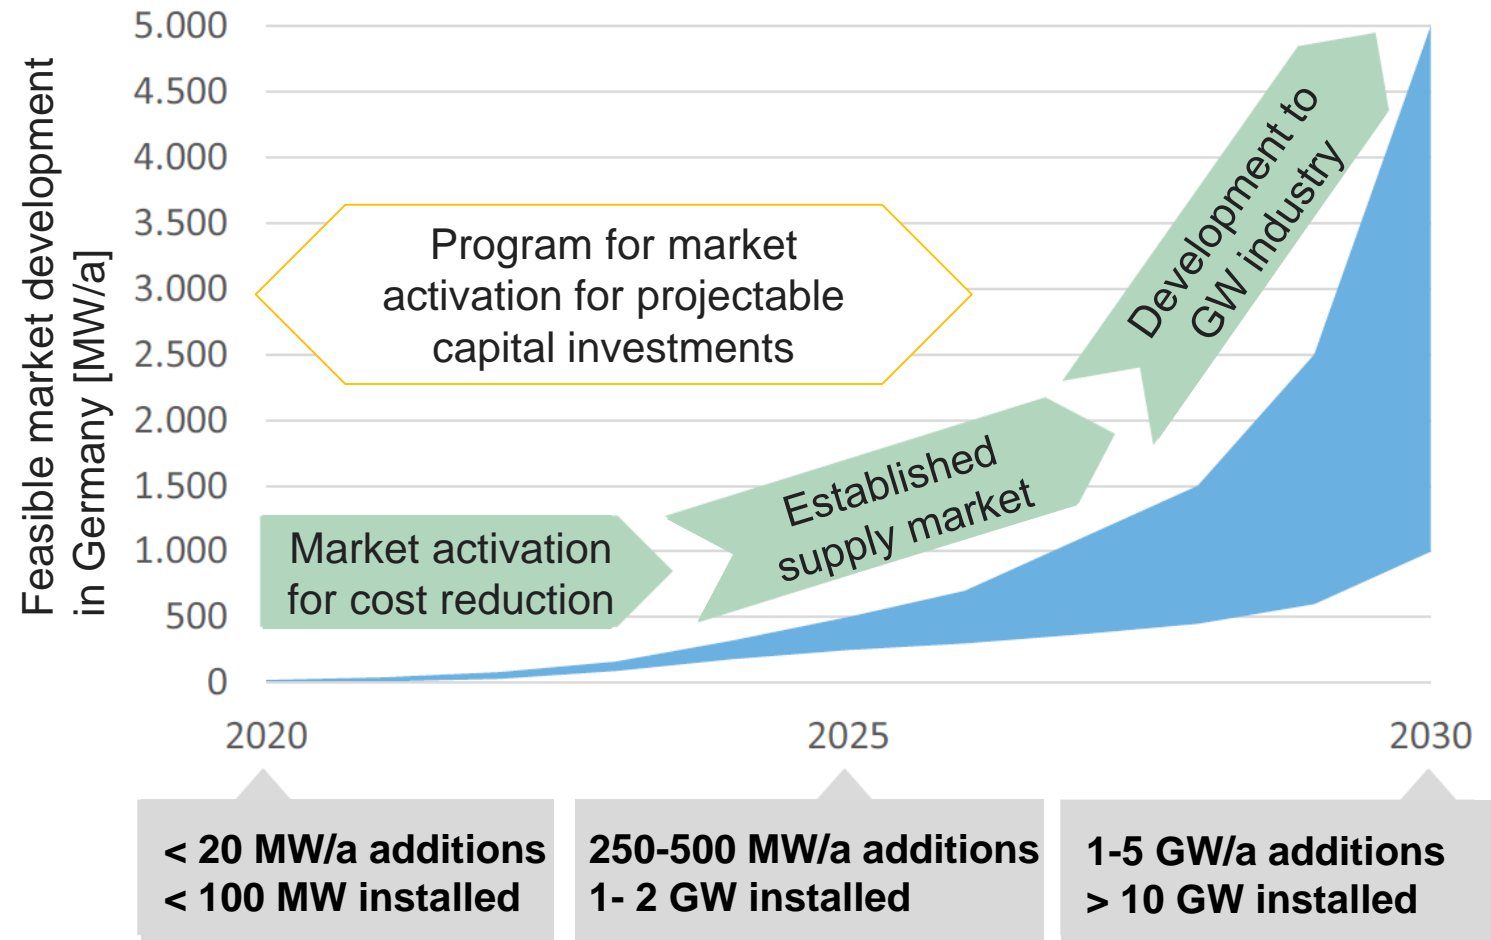 Feasible market development
in Germany [MW/a]
5.000
4.500
4.000
3.500
3.000
2.500
2.000
1.500
1.000
500
0
Program for market
activation for projectable
capital investments
Market activation
for cost reduction
Established
supply market
Development to
GW industry
2020
2025
2030
< 20 MW/a additions
< 100 MW installed
250-500 MW/a additions
1- 2 GW installed
1-5 GW/a additions
> 10 GW installed